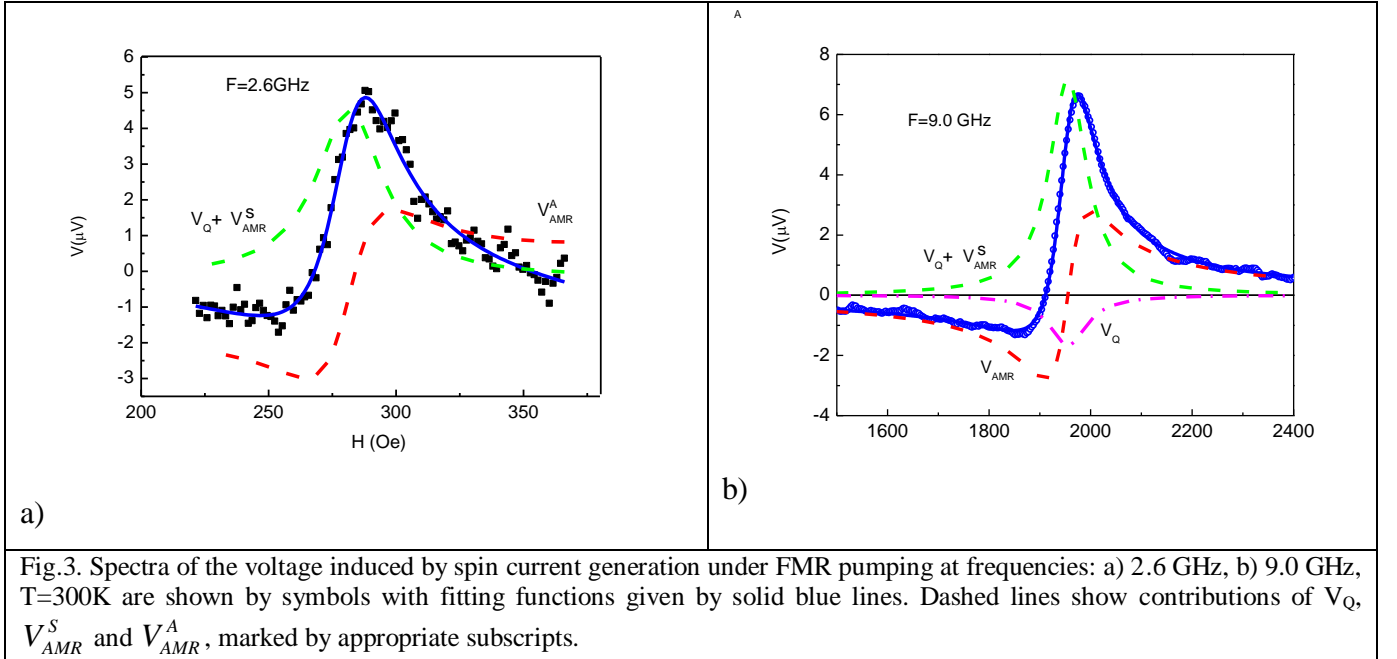 6
5
4
3
2
1
0
-1
-2
-3
V(μV)
F=2.6GHz
V_Q+ V^S_AMR
V^A_AMR
200 250 300 350
H (Oe)
a)
A
8
6
4
2
0
-2
-4
V(μV)
F=9.0 GHz
V_Q+ V^S_AMR
V_Q
V_AMR
1600 1800 2000 2200 2400
b)
Fig.3. Spectra of the voltage induced by spin current generation under FMR pumping at frequencies: a) 2.6 GHz, b) 9.0 GHz,
T=300K are shown by symbols with fitting functions given by solid blue lines. Dashed lines show contributions of V_Q,
V^S_AMR and V^A_AMR, marked by appropriate subscripts.